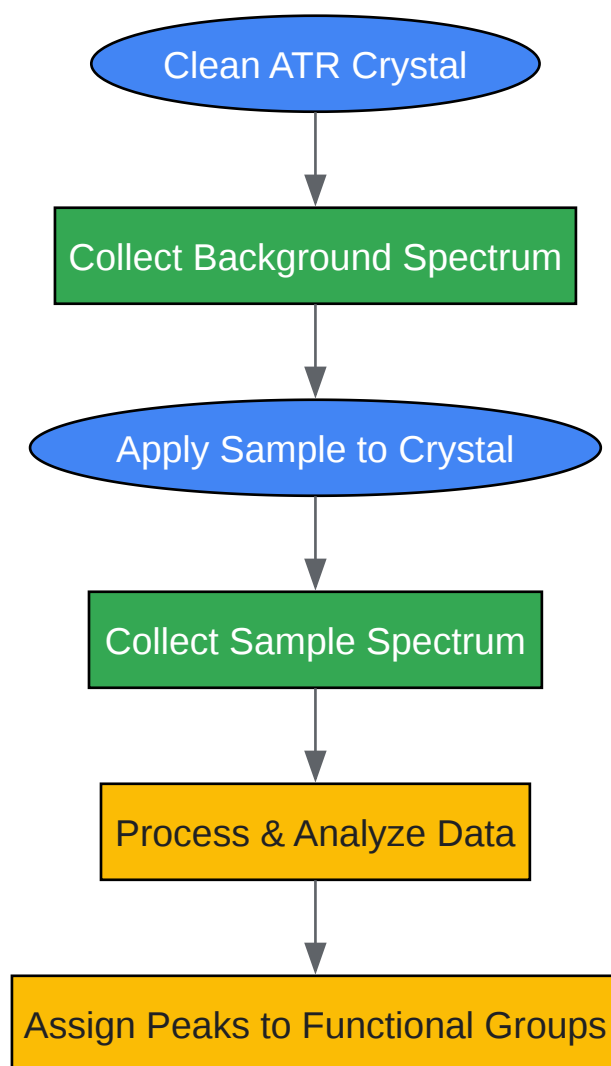 Clean ATR Crystal
Collect Background Spectrum
Apply Sample to Crystal
Collect Sample Spectrum
Process & Analyze Data
Assign Peaks to Functional Groups